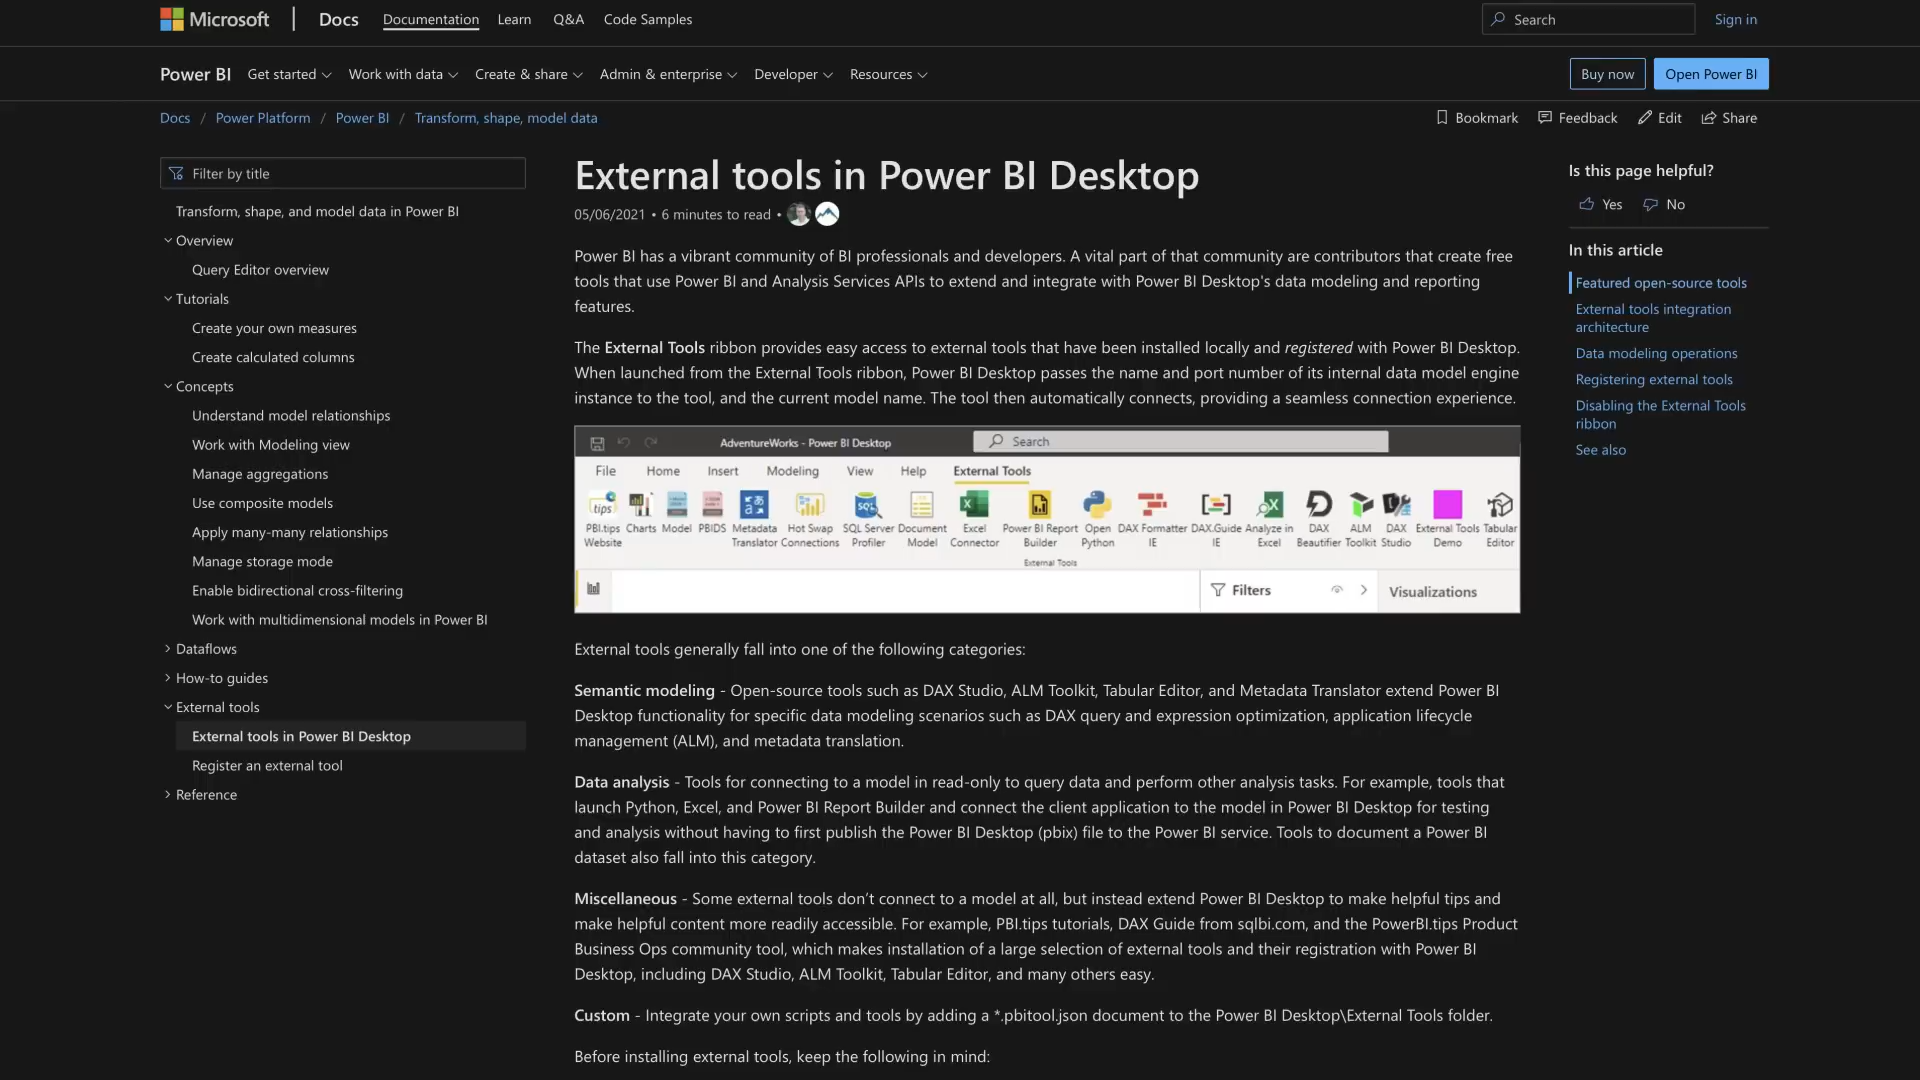 Microsoft
Docs
Documentation
Learn
Q&A
Code Samples
Search
Sign in
Power BI
Get started
Work with data
Create & share
Admin & enterprise
Developer
Resources
Buy now
Open Power BI
Docs / Power Platform / Power BI / Transform, shape, model data
Bookmark
Feedback
Edit
Share
Filter by title
Transform, shape, and model data in Power BI
Overview
Query Editor overview
Tutorials
Create your own measures
Create calculated columns
Concepts
Understand model relationships
Work with Modeling view
Manage aggregations
Use composite models
Apply many-many relationships
Manage storage mode
Enable bidirectional cross-filtering
Work with multidimensional models in Power BI
Dataflows
How-to guides
External tools
External tools in Power BI Desktop
Register an external tool
Reference
External tools in Power BI Desktop
05/06/2021 • 6 minutes to read •
Power BI has a vibrant community of BI professionals and developers. A vital part of that community are contributors that create free
tools that use Power BI and Analysis Services APIs to extend and integrate with Power BI Desktop's data modeling and reporting
features.
The External Tools ribbon provides easy access to external tools that have been installed locally and registered with Power BI Desktop.
When launched from the External Tools ribbon, Power BI Desktop passes the name and port number of its internal data model engine
instance to the tool, and the current model name. The tool then automatically connects, providing a seamless connection experience.
AdventureWorks - Power BI Desktop
Search
File
Home
Insert
Modeling
View
Help
External Tools
tips
PBI.tips Website
Charts
Model
PBIDS
Metadata Translator
Hot Swap Connections
SQL Server Profiler
Document Model
Excel Connector
Power BI Report Builder
Open Python
DAX Formatter IE
DAX.Guide IE
Analyze in Excel
DAX Beautifier
ALM Toolkit
DAX Studio
External Tools Demo
Tabular Editor
External Tools
Filters
Visualizations
External tools generally fall into one of the following categories:
Semantic modeling - Open-source tools such as DAX Studio, ALM Toolkit, Tabular Editor, and Metadata Translator extend Power BI
Desktop functionality for specific data modeling scenarios such as DAX query and expression optimization, application lifecycle
management (ALM), and metadata translation.
Data analysis - Tools for connecting to a model in read-only to query data and perform other analysis tasks. For example, tools that
launch Python, Excel, and Power BI Report Builder and connect the client application to the model in Power BI Desktop for testing
and analysis without having to first publish the Power BI Desktop (pbix) file to the Power BI service. Tools to document a Power BI
dataset also fall into this category.
Miscellaneous - Some external tools don’t connect to a model at all, but instead extend Power BI Desktop to make helpful tips and
make helpful content more readily accessible. For example, PBI.tips tutorials, DAX Guide from sqlbi.com, and the PowerBI.tips Product
Business Ops community tool, which makes installation of a large selection of external tools and their registration with Power BI
Desktop, including DAX Studio, ALM Toolkit, Tabular Editor, and many others easy.
Custom - Integrate your own scripts and tools by adding a *.pbitool.json document to the Power BI Desktop\External Tools folder.
Before installing external tools, keep the following in mind:
Is this page helpful?
Yes
No
In this article
Featured open-source tools
External tools integration
architecture
Data modeling operations
Registering external tools
Disabling the External Tools
ribbon
See also